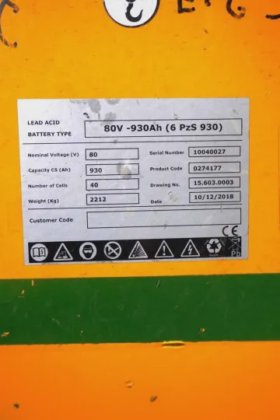 LEAD ACID
BATTERY TYPE
80V -930Ah (6 PzS 930)
Nominal Voltage (V) 80 Serial Number 10040027
Capacity C5 (Ah) 930 Product Code 0274177
Number of Cells 40 Drawing No. 15.603.0003
Weight (Kg) 2212 Date 10/12/2018
Customer Code
CE